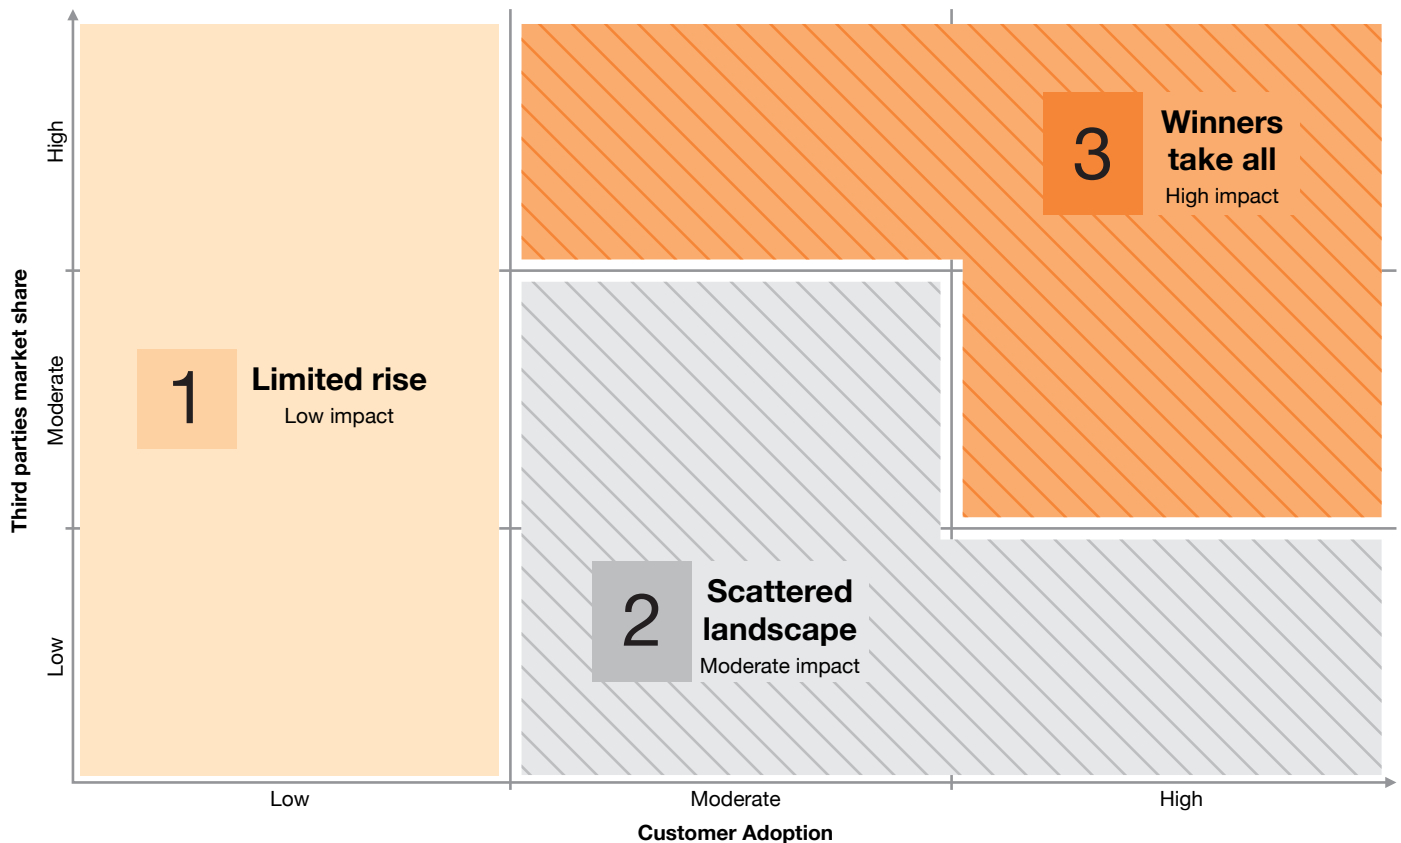 Third parties market share
High
Moderate
Low
3
Winners
take all
High impact
1
Limited rise
Low impact
2
Scattered
landscape
Moderate impact
Low
Moderate
High
Customer Adoption